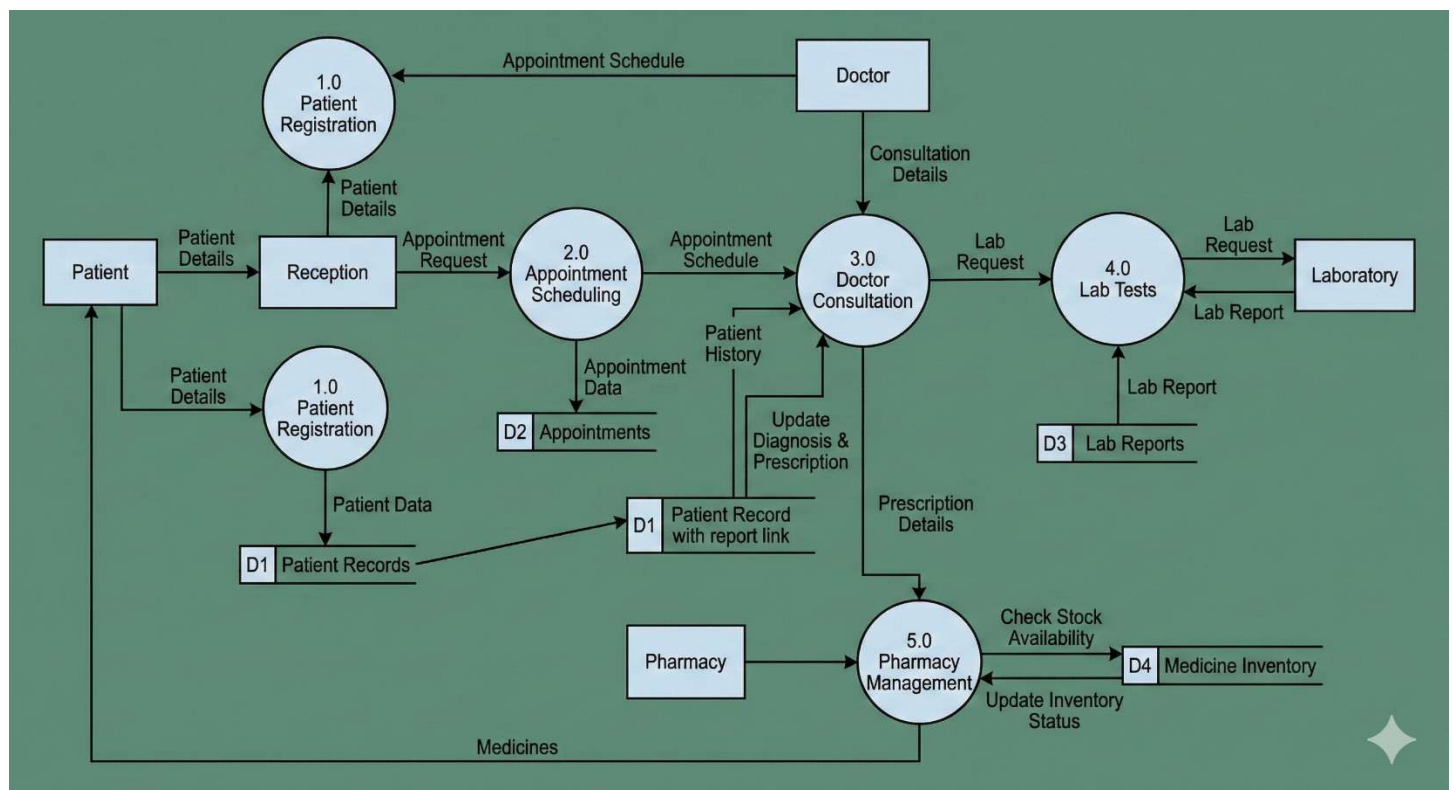 Appointment Schedule
1.0
Patient
Registration
Doctor
Consultation
Details
Patient
Details
Patient
Patient
Details
Reception
Appointment
Request
2.0
Appointment
Scheduling
Appointment
Schedule
3.0
Doctor
Consultation
Lab
Request
4.0
Lab Tests
Lab
Request
Lab Report
Laboratory
Patient
Details
1.0
Patient
Registration
Appointment
Data
D2 Appointments
Patient
History
Update
Diagnosis &
Prescription
Lab Report
D3 Lab Reports
Patient Data
D1 Patient Records
D1 Patient Record
with report link
Prescription
Details
Pharmacy
5.0
Pharmacy
Management
Check Stock
Availability
D4 Medicine Inventory
Update Inventory
Status
Medicines